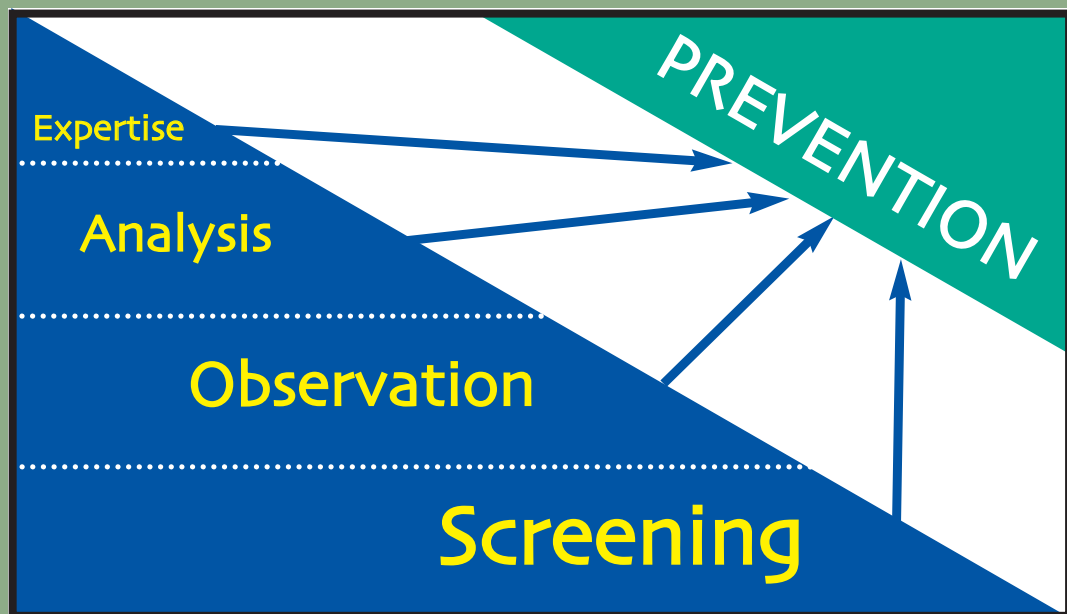 PREVENTION
Expertise
Analysis
Observation
Screening